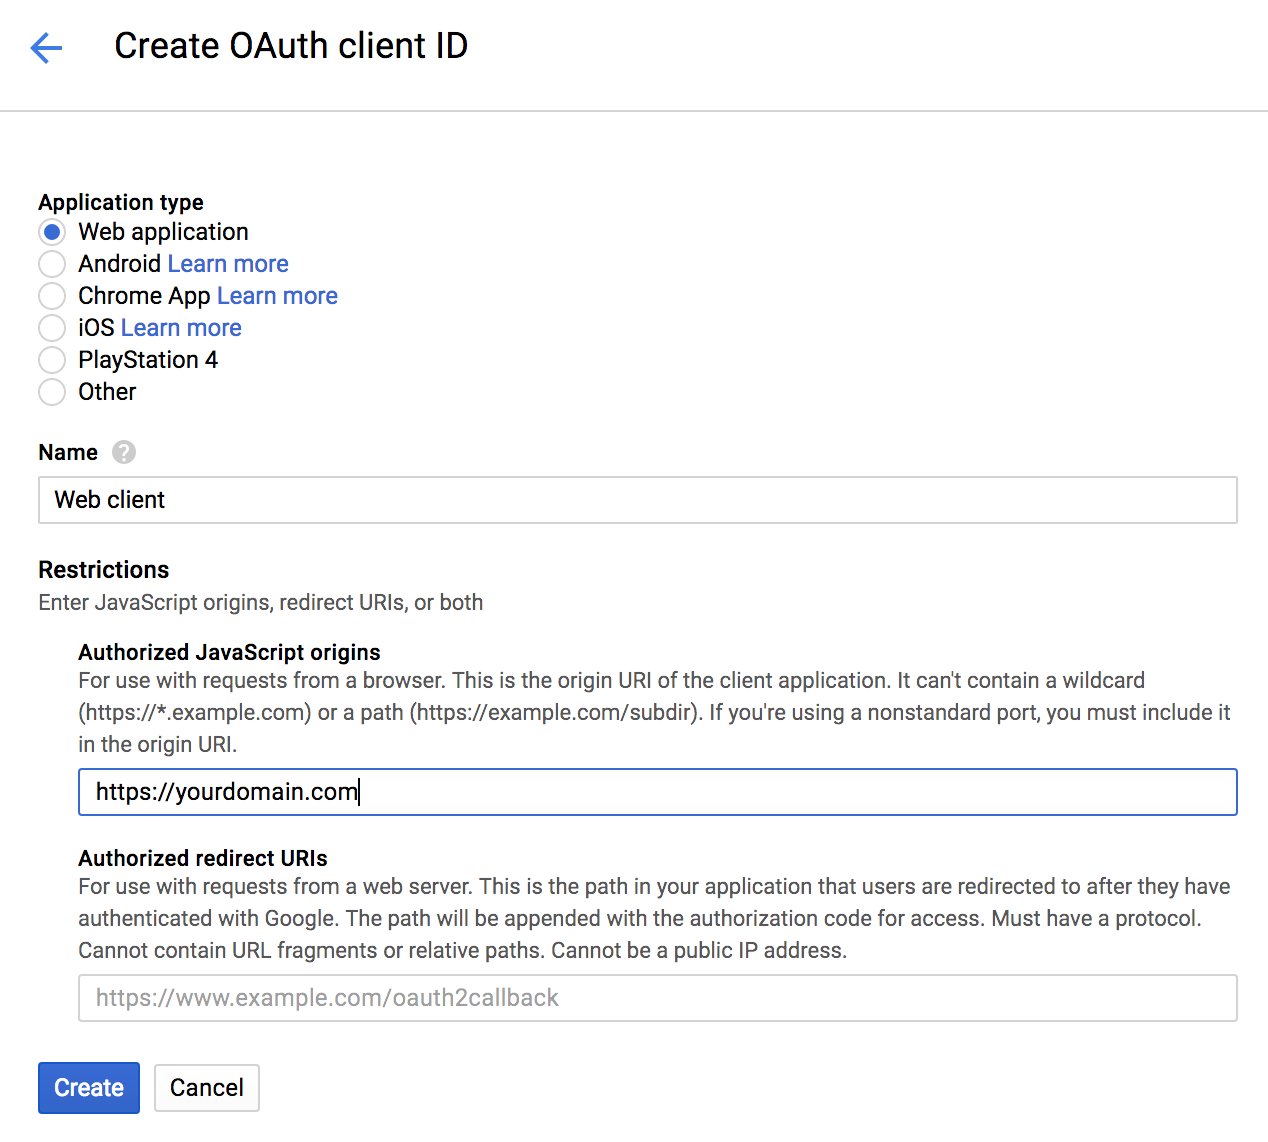 Create OAuth client ID
Application type
Web application
Android Learn more
Chrome App Learn more
iOS Learn more
PlayStation 4
Other
Name ?
Web client
Restrictions
Enter JavaScript origins, redirect URIs, or both
Authorized JavaScript origins
For use with requests from a browser. This is the origin URI of the client application. It can't contain a wildcard
(https://*.example.com) or a path (https://example.com/subdir). If you're using a nonstandard port, you must include it
in the origin URI.
https://yourdomain.com
Authorized redirect URIs
For use with requests from a web server. This is the path in your application that users are redirected to after they have
authenticated with Google. The path will be appended with the authorization code for access. Must have a protocol.
Cannot contain URL fragments or relative paths. Cannot be a public IP address.
https://www.example.com/oauth2callback
Create Cancel